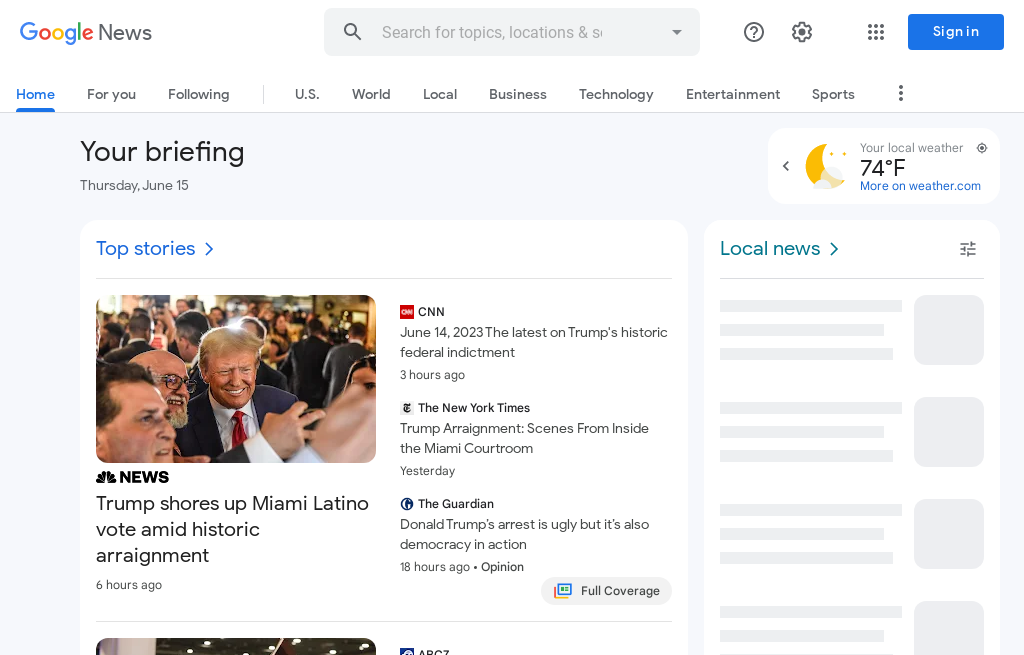 Google News
Search for topics, locations & so
Sign in
Home
For you
Following
U.S.
World
Local
Business
Technology
Entertainment
Sports
Your briefing
Thursday, June 15
Your local weather
74°F
More on weather.com
Top stories
NEWS
Trump shores up Miami Latino
vote amid historic
arraignment
6 hours ago
CNN
June 14, 2023 The latest on Trump's historic
federal indictment
3 hours ago
The New York Times
Trump Arraignment: Scenes From Inside
the Miami Courtroom
Yesterday
The Guardian
Donald Trump’s arrest is ugly but it’s also
democracy in action
18 hours ago • Opinion
Full Coverage
ABC7
Local news